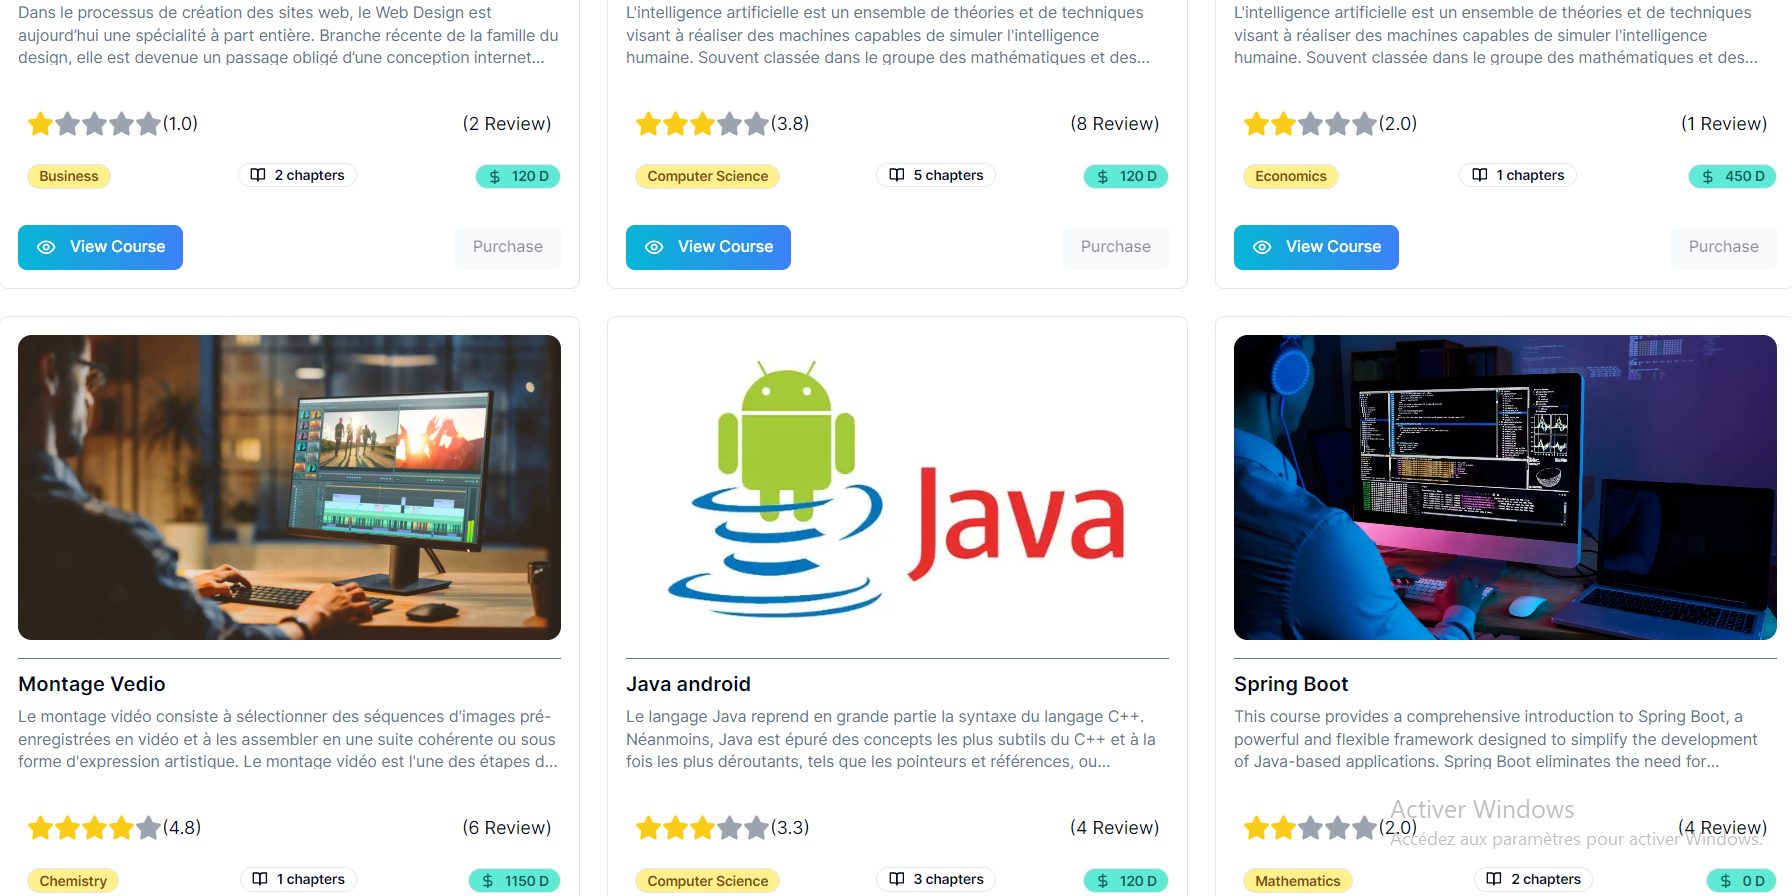 Dans le processus de création des sites web, le Web Design est
aujourd'hui une spécialité à part entière. Branche récente de la famille du
design, elle est devenue un passage obligé d'une conception internet...
(1.0)
(2 Review)
Business
2 chapters
$ 120 D
View Course
Purchase
L'intelligence artificielle est un ensemble de théories et de techniques
visant à réaliser des machines capables de simuler l'intelligence
humaine. Souvent classée dans le groupe des mathématiques et des...
(3.8)
(8 Review)
Computer Science
5 chapters
$ 120 D
View Course
Purchase
L'intelligence artificielle est un ensemble de théories et de techniques
visant à réaliser des machines capables de simuler l'intelligence
humaine. Souvent classée dans le groupe des mathématiques et des...
(2.0)
(1 Review)
Economics
1 chapters
$ 450 D
View Course
Purchase
Montage Vedio
Le montage vidéo consiste à sélectionner des séquences d'images pré-
enregistrées en vidéo et à les assembler en une suite cohérente ou sous
forme d'expression artistique. Le montage vidéo est l'une des étapes d...
(4.8)
(6 Review)
Chemistry
1 chapters
$ 1150 D
Java
Java android
Le langage Java reprend en grande partie la syntaxe du langage C++.
Néanmoins, Java est épuré des concepts les plus subtils du C++ et à la
fois les plus déroutants, tels que les pointeurs et références, ou...
(3.3)
(4 Review)
Computer Science
3 chapters
$ 120 D
Spring Boot
This course provides a comprehensive introduction to Spring Boot, a
powerful and flexible framework designed to simplify the development
of Java-based applications. Spring Boot eliminates the need for...
(2.0)
(4 Review)
Mathematics
2 chapters
$ 0 D
Activer Windows
Accédez aux paramètres pour activer Windows.